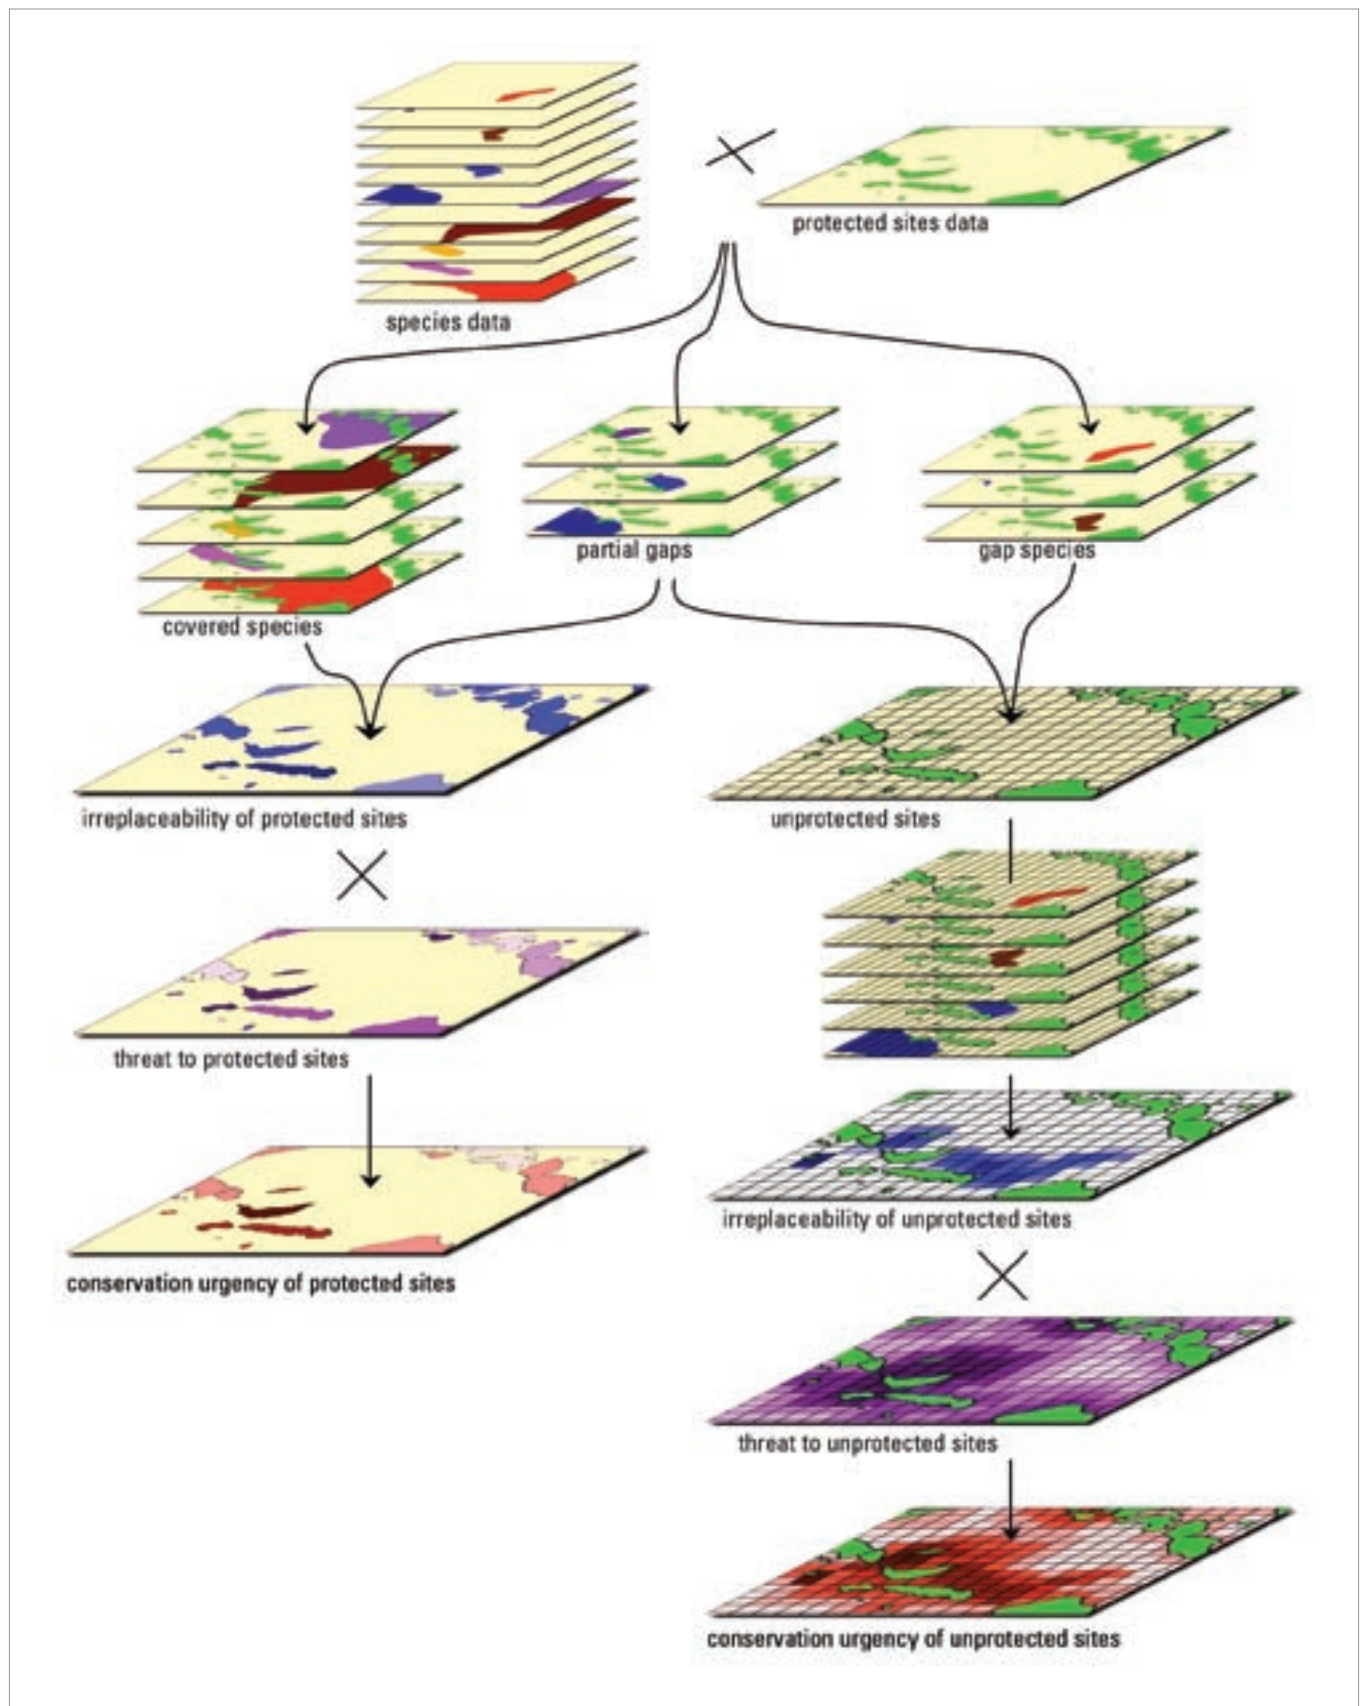 protected sites data
species data
partial gaps
gap species
covered species
irreplaceability of protected sites
unprotected sites
threat to protected sites
irreplaceability of unprotected sites
conservation urgency of protected sites
threat to unprotected sites
conservation urgency of unprotected sites